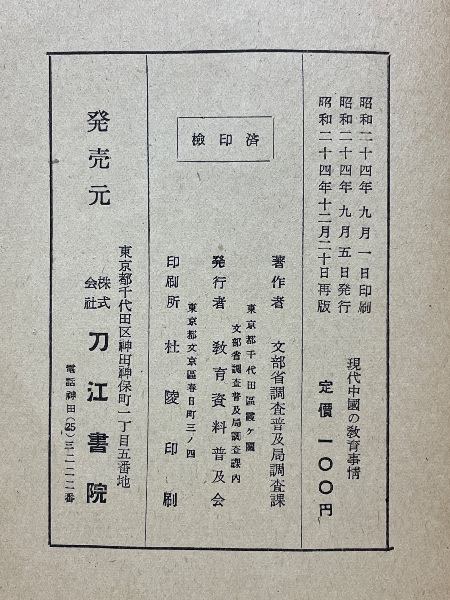 昭和二十四年九月一日印刷
昭和二十四年九月五日発行
昭和二十四年十二月二十日再版
現代中國の教育事情
定價 一〇〇円
著作者 文部省調査普及局調査課
東京都千代田區霞ケ關
文部省調査普及局調査課内
発行者 教育資料普及会
東京都文京區春日町三ノ四
印刷所 杜陵印刷
済印檢
発売元
東京都千代田区神田神保町一丁目五番地
株式会社 刀江書院
電話神田(25)三二二二番